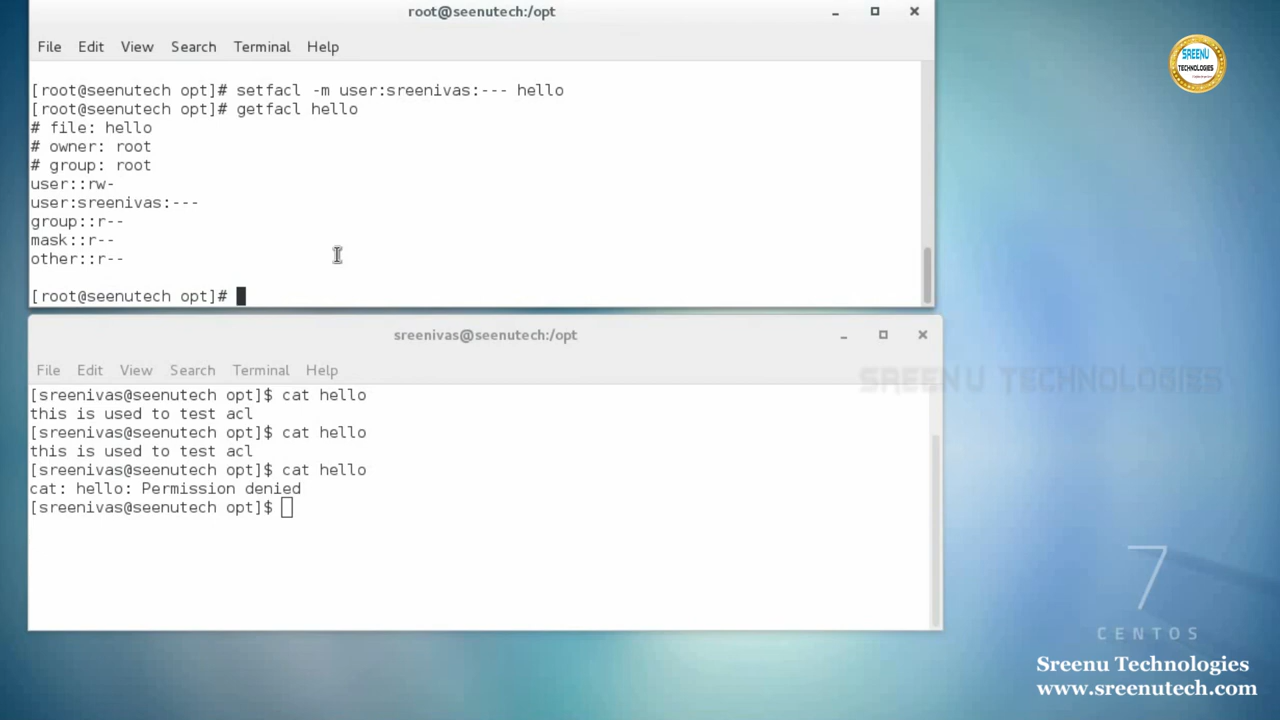 root@seenutech:/opt
File Edit View Search Terminal Help
[root@seenutech opt]# setfacl -m user:sreenivas:--- hello
[root@seenutech opt]# getfacl hello
# file: hello
# owner: root
# group: root
user::rw-
user:sreenivas:---
group::r--
mask::r--
other::r--
[root@seenutech opt]#
sreenivas@seenutech:/opt
File Edit View Search Terminal Help
[sreenivas@seenutech opt]$ cat hello
this is used to test acl
[sreenivas@seenutech opt]$ cat hello
this is used to test acl
[sreenivas@seenutech opt]$ cat hello
cat: hello: Permission denied
[sreenivas@seenutech opt]$
SREENU
TECHNOLOGIES
SREENU TECHNOLOGIES
7
CENTOS
Sreenu Technologies
www.sreenutech.com